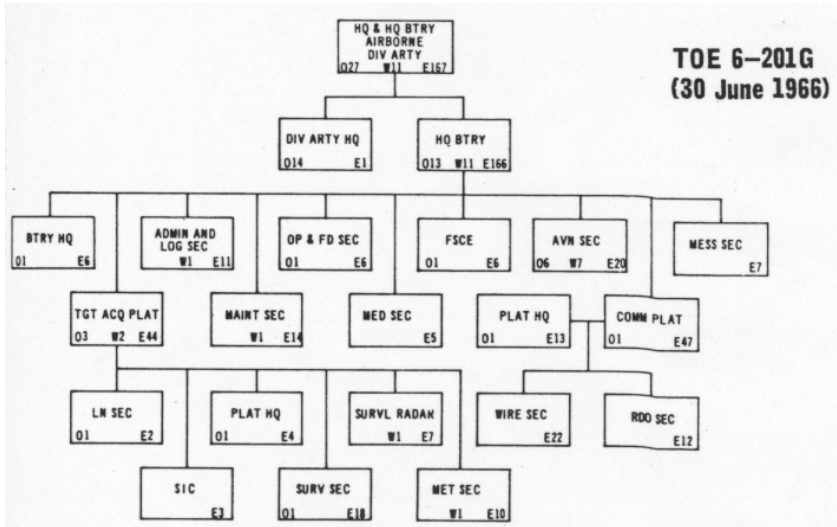 HQ & HQ BTRY
AIRBORNE
DIV ARTY
O27 W11 E167
TOE 6-201G
(30 June 1966)
DIV ARTY HQ
O14 E1
HQ BTRY
O13 W11 E166
BTRY HQ
O1 E6
ADMIN AND
LOG SEC
W1 E11
OP & FD SEC
O1 E6
FSCE
O1 E6
AVN SEC
O6 W7 E20
MESS SEC
E7
TGT ACQ PLAT
O3 W2 E44
MAINT SEC
W1 E14
MED SEC
E5
PLAT HQ
O1 E13
COMM PLAT
O1 E47
LN SEC
O1 E2
PLAT HQ
O1 E4
SURVL RADAR
W1 E7
WIRE SEC
E22
RDO SEC
E12
SIC
E3
SURV SEC
O1 E18
MET SEC
W1 E10